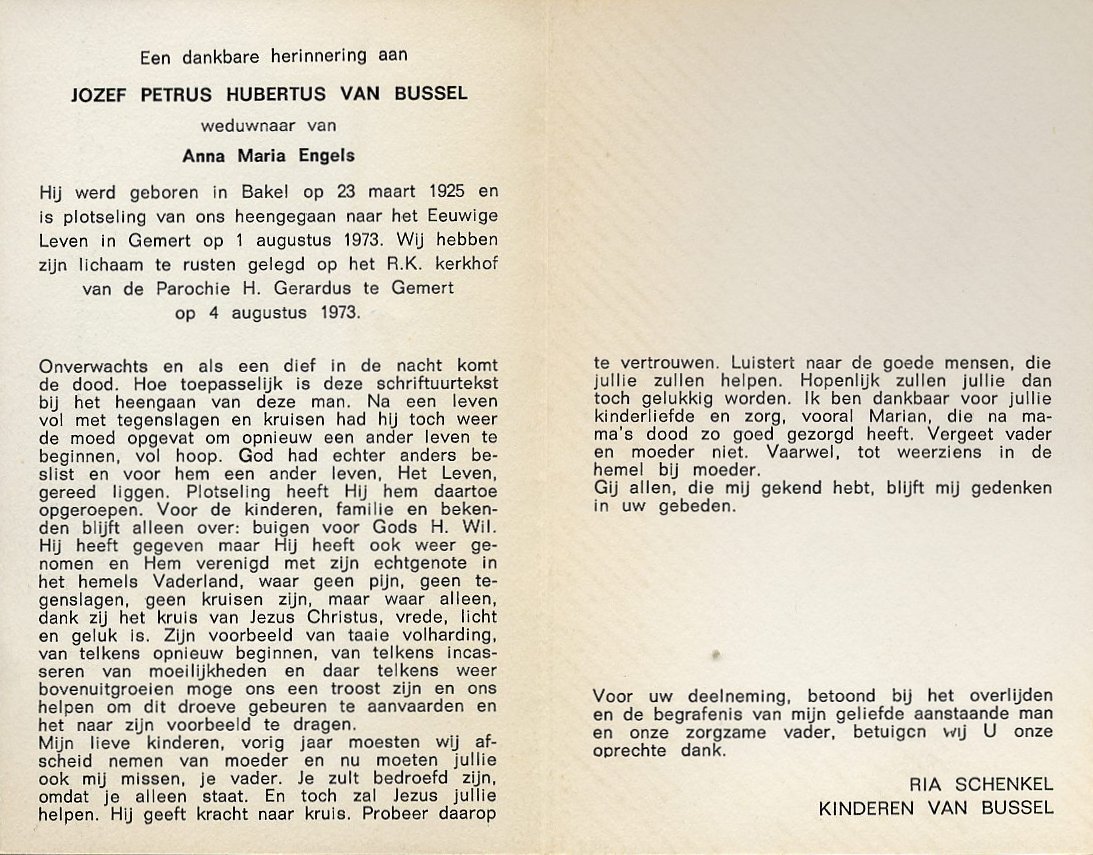 Een dankbare herinnering aan
JOZEF PETRUS HUBERTUS VAN BUSSEL
weduwnaar van
Anna Maria Engels
Hij werd geboren in Bakel op 23 maart 1925 en
is plotseling van ons heengegaan naar het Eeuwige
Leven in Gemert op 1 augustus 1973. Wij hebben
zijn lichaam te rusten gelegd op het R.K. kerkhof
van de Parochie H. Gerardus te Gemert
op 4 augustus 1973.
Onverwachts en als een dief in de nacht komt
de dood. Hoe toepasselijk is deze schriftuurtekst
bij het heengaan van deze man. Na een leven
vol met tegenslagen en kruisen had hij toch weer
de moed opgevat om opnieuw een ander leven te
beginnen, vol hoop. God had echter anders be-
slist en voor hem een ander leven, Het Leven,
gereed liggen. Plotseling heeft Hij hem daartoe
opgeroepen. Voor de kinderen, familie en beken-
den blijft alleen over: buigen voor Gods H. Wil.
Hij heeft gegeven maar Hij heeft ook weer ge-
nomen en Hem verenigd met zijn echtgenote in
het hemels Vaderland, waar geen pijn, geen te-
genslagen, geen kruisen zijn, maar waar alleen,
dank zij het kruis van Jezus Christus, vrede, licht
en geluk is. Zijn voorbeeld van taaie volharding,
van telkens opnieuw beginnen, van telkens incas-
seren van moeilijkheden en daar telkens weer
bovenuitgroeien moge ons een troost zijn en ons
helpen om dit droeve gebeuren te aanvaarden en
het naar zijn voorbeeld te dragen.
Mijn lieve kinderen, vorig jaar moesten wij af-
scheid nemen van moeder en nu moeten jullie
ook mij missen, je vader. Je zult bedroefd zijn,
omdat je alleen staat. En toch zal Jezus jullie
helpen. Hij geeft kracht naar kruis. Probeer daarop
te vertrouwen. Luistert naar de goede mensen, die
jullie zullen helpen. Hopenlijk zullen jullie dan
toch gelukkig worden. Ik ben dankbaar voor jullie
kinderliefde en zorg, vooral Marian, die na ma-
ma's dood zo goed gezorgd heeft. Vergeet vader
en moeder niet. Vaarwel, tot weerziens in de
hemel bij moeder.
Gij allen, die mij gekend hebt, blijft mij gedenken
in uw gebeden.
Voor uw deelneming, betoond bij het overlijden
en de begrafenis van mijn geliefde aanstaande man
en onze zorgzame vader, betuigen wij U onze
oprechte dank.
RIA SCHENKEL
KINDEREN VAN BUSSEL